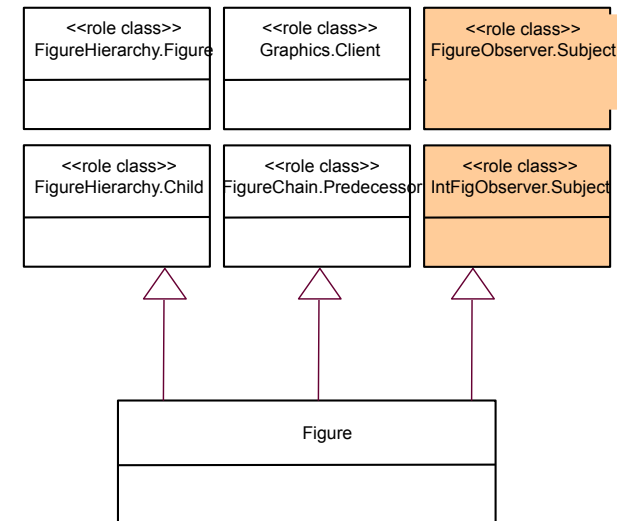 <<role class>>
FigureHierarchy.Figure
<<role class>>
Graphics.Client
<<role class>>
FigureObserver.Subject
<<role class>>
FigureHierarchy.Child
<<role class>>
FigureChain.Predecessor
<<role class>>
IntFigObserver.Subject
Figure